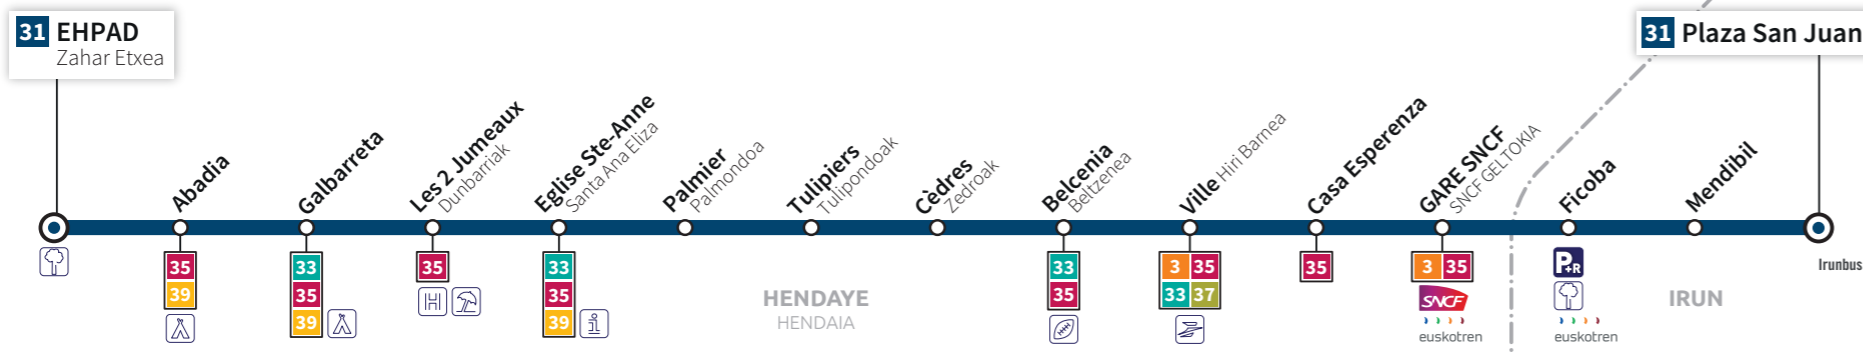 31 EHPAD
Zahar Etxea
31 Plaza San Juan
Abadia
Galbarreta
Les 2 Jumeaux
Dunbarriak
Eglise Ste-Anne
Santa Ana Eliza
Palmier
Palmondoa
Tulipiers
Tulipondoak
Cèdres
Zedroak
Belcenia
Beltzenea
Ville Hiri Barnea
Casa Esperenza
GARE SNCF
SNCF GELTOKIA
Ficoba
Mendibil
35
39
33
35
39
35
H
33
35
39
i
33
35
3 35
33 37
35
3 35
SNCF
euskotren
P+R
euskotren
Irunbus
HENDAYE
HENDAIA
IRUN